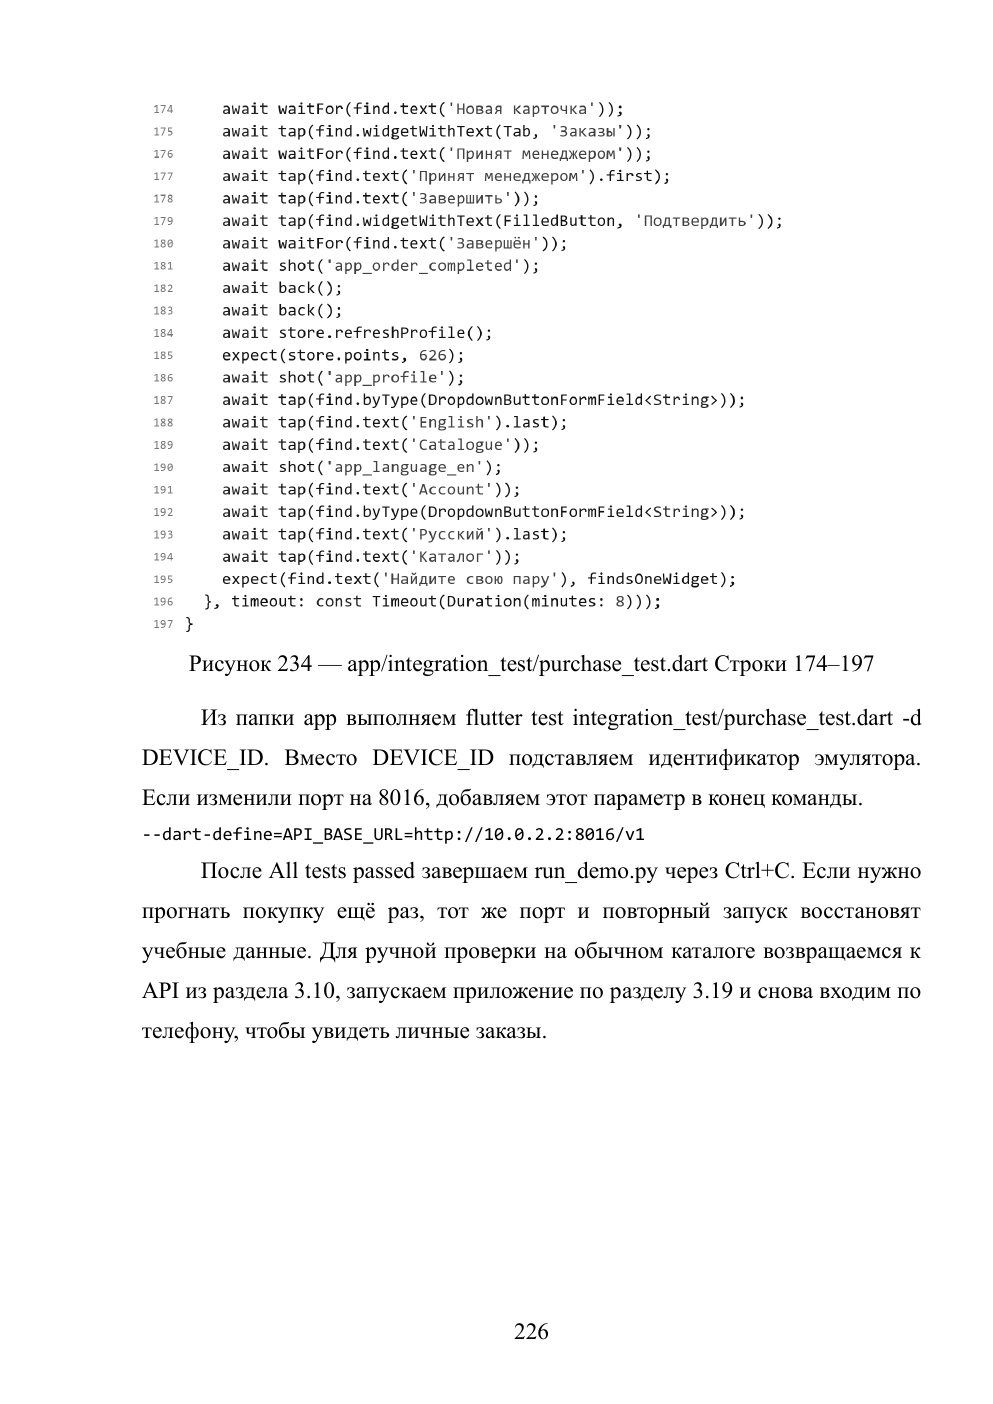 174 await waitFor(find.text('Новая карточка'));
175 await tap(find.widgetWithText(Tab, 'Заказы'));
176 await waitFor(find.text('Принят менеджером'));
177 await tap(find.text('Принят менеджером').first);
178 await tap(find.text('Завершить'));
179 await tap(find.widgetWithText(FilledButton, 'Подтвердить'));
180 await waitFor(find.text('Завершён'));
181 await shot('app_order_completed');
182 await back();
183 await back();
184 await store.refreshProfile();
185 expect(store.points, 626);
186 await shot('app_profile');
187 await tap(find.byType(DropdownButtonFormField<String>));
188 await tap(find.text('English').last);
189 await tap(find.text('Catalogue'));
190 await shot('app_language_en');
191 await tap(find.text('Account'));
192 await tap(find.byType(DropdownButtonFormField<String>));
193 await tap(find.text('Русский').last);
194 await tap(find.text('Каталог'));
195 expect(find.text('Найдите свою пару'), findsOneWidget);
196 }, timeout: const Timeout(Duration(minutes: 8)));
197 }
Рисунок 234 — app/integration_test/purchase_test.dart Строки 174–197
Из папки app выполняем flutter test integration_test/purchase_test.dart -d
DEVICE_ID. Вместо DEVICE_ID подставляем идентификатор эмулятора.
Если изменили порт на 8016, добавляем этот параметр в конец команды.
--dart-define=API_BASE_URL=http://10.0.2.2:8016/v1
После All tests passed завершаем run_demo.py через Ctrl+C. Если нужно
прогнать покупку ещё раз, тот же порт и повторный запуск восстановят
учебные данные. Для ручной проверки на обычном каталоге возвращаемся к
API из раздела 3.10, запускаем приложение по разделу 3.19 и снова входим по
телефону, чтобы увидеть личные заказы.
226